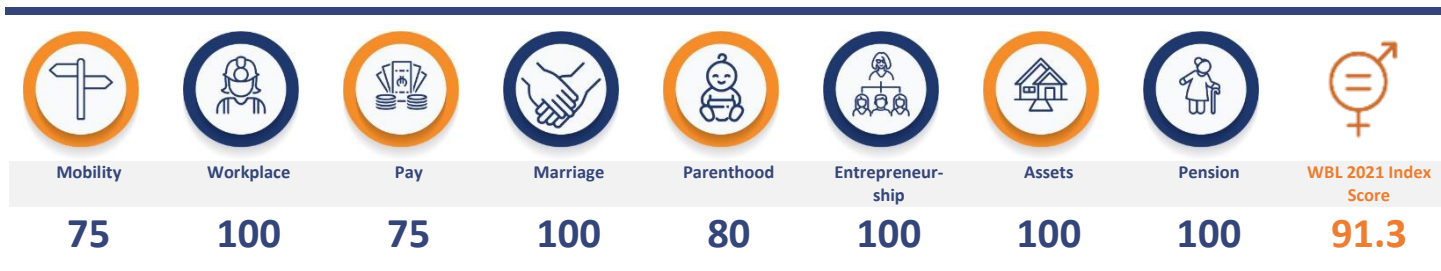 Mobility
Workplace
Pay
Marriage
Parenthood
Entrepreneur-
ship
Assets
Pension
WBL 2021 Index
Score
75
100
75
100
80
100
100
100
91.3